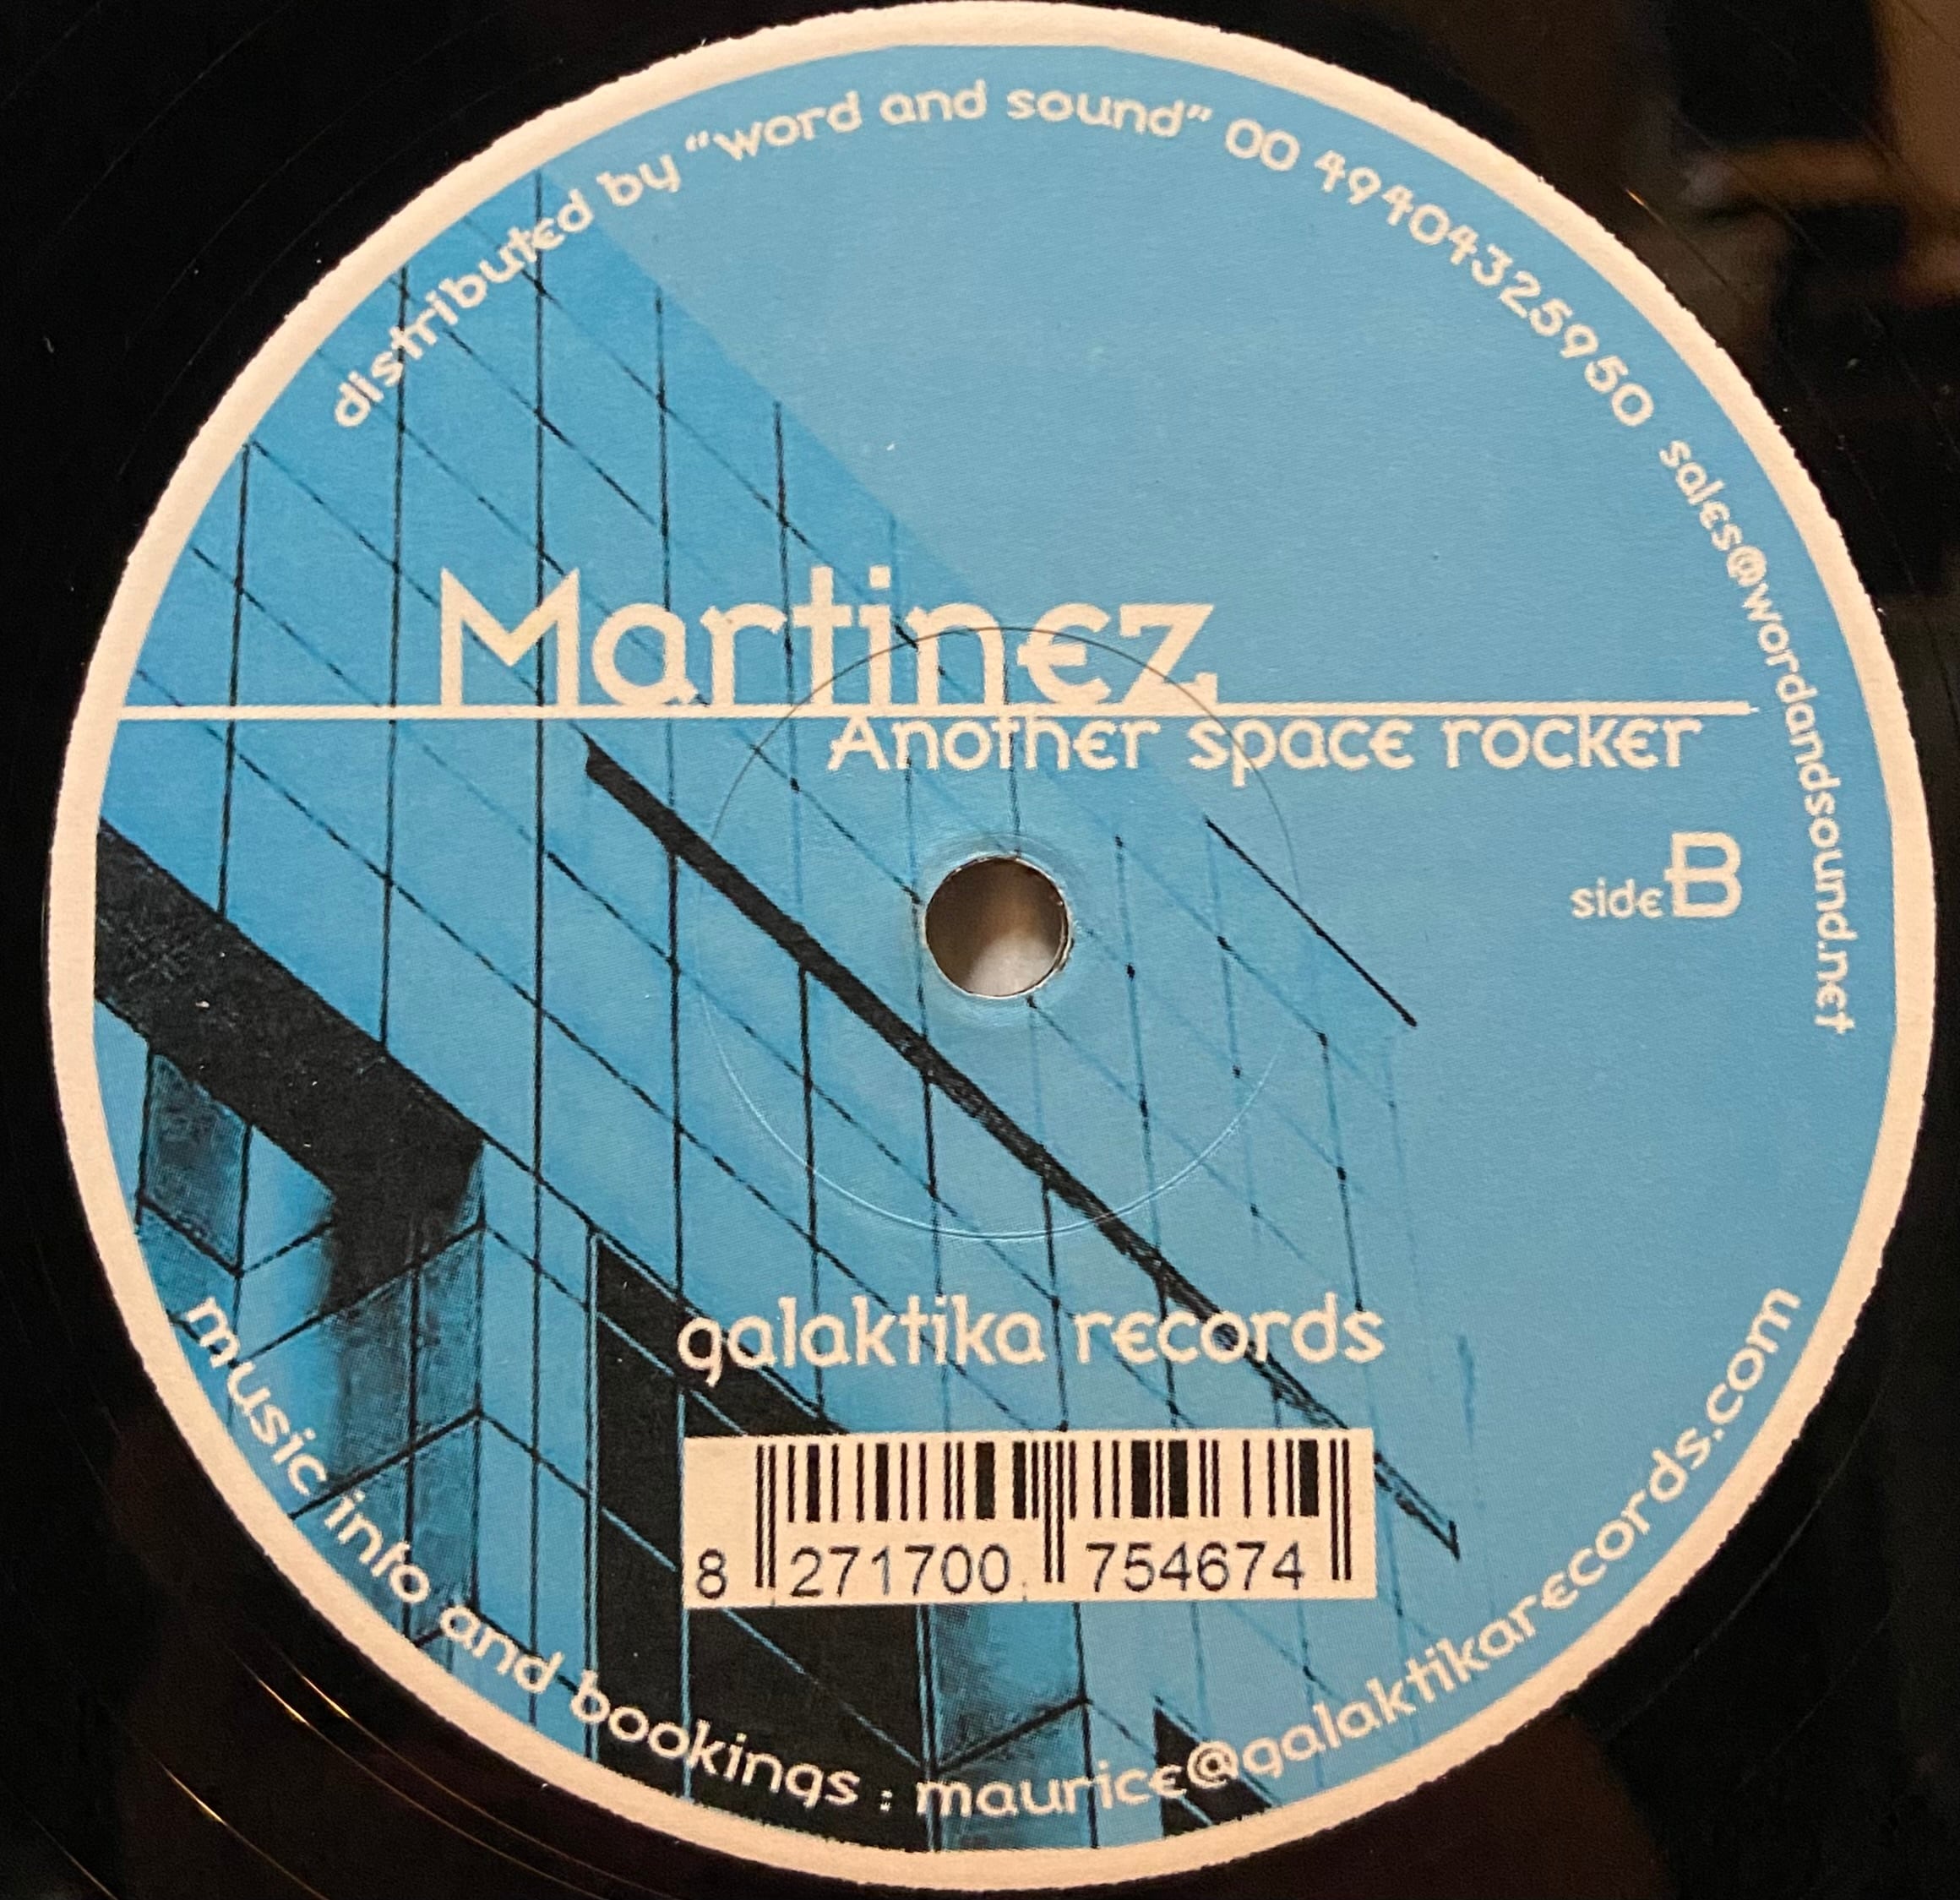 distributed by "word and sound" 00 49404325950 sales@wordandsound.net
Martinez
Another space rocker
side B
galaktika records
8 271700 754674
music info and bookings : maurice@galaktikarecords.com